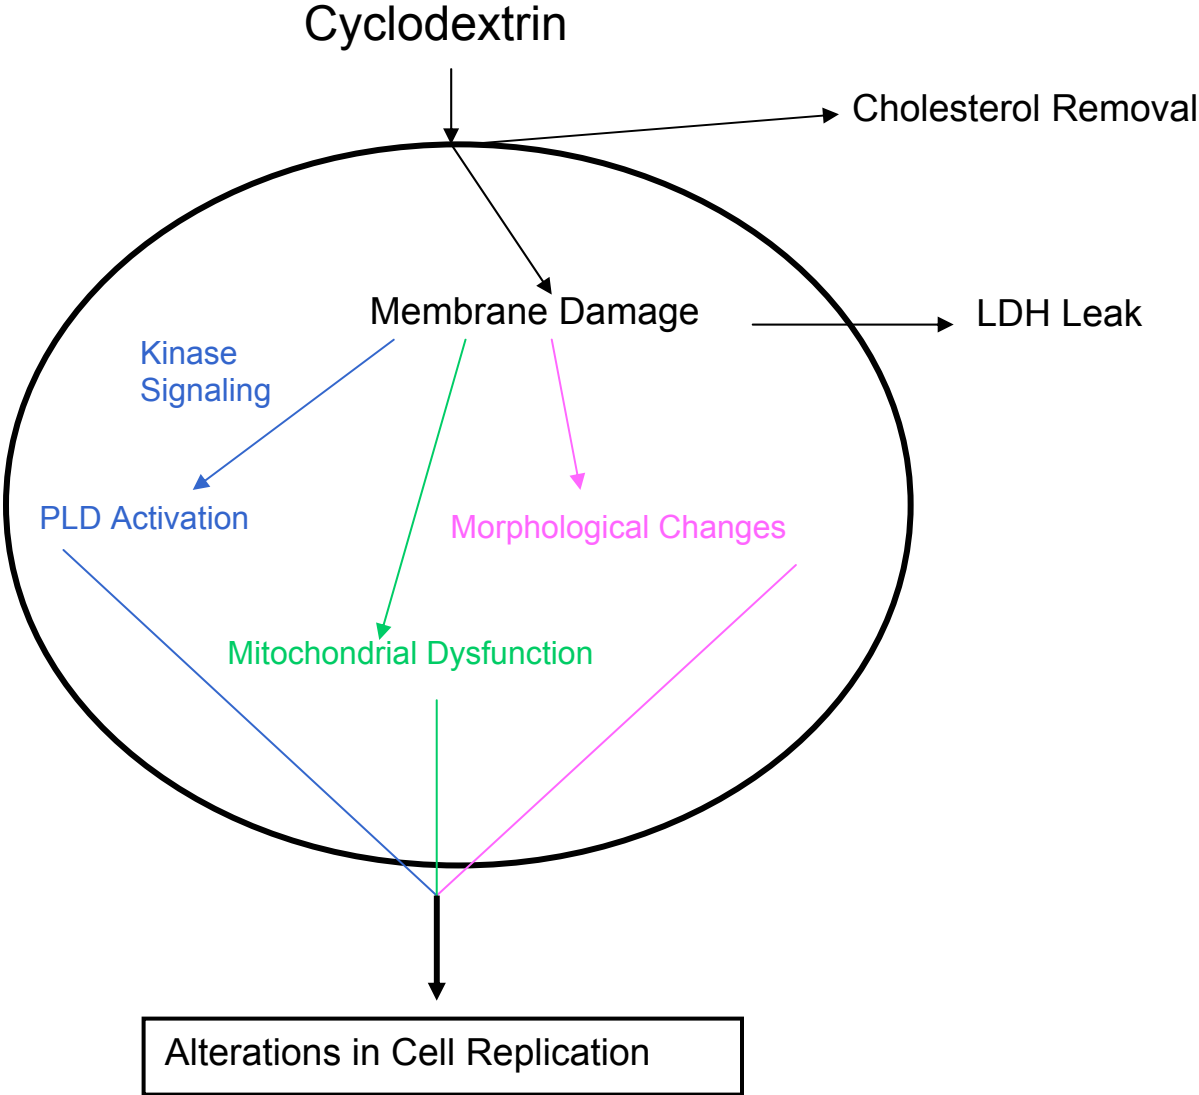 Cyclodextrin
Cholesterol Removal
Membrane Damage
LDH Leak
Kinase
Signaling
PLD Activation
Morphological Changes
Mitochondrial Dysfunction
Alterations in Cell Replication